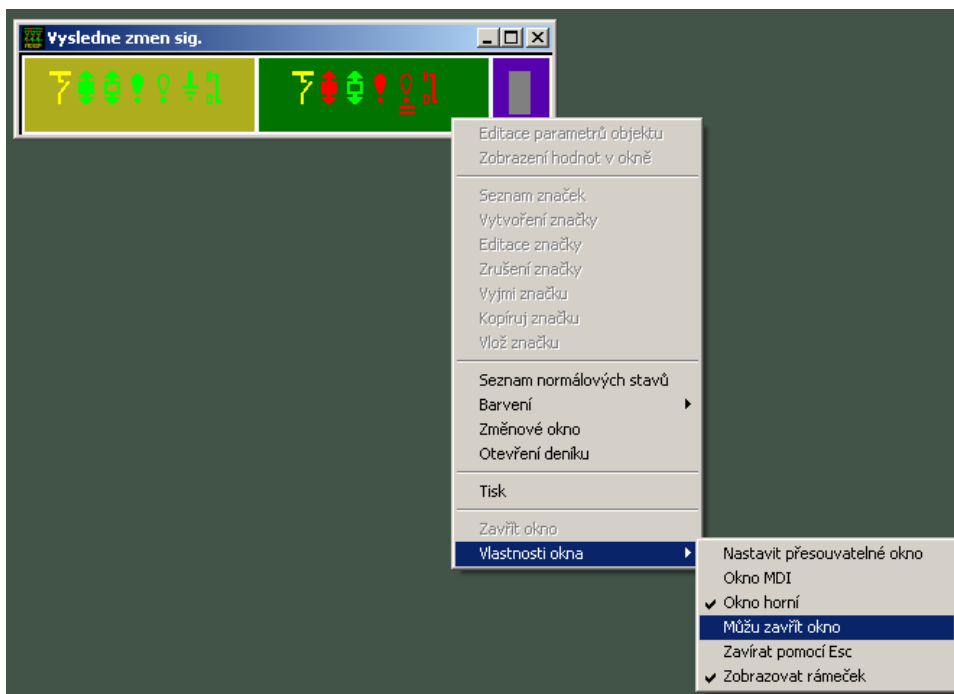 Vysledne zmen sig.
Editace parametrů objektu
Zobrazení hodnot v okně
Seznam značek
Vytvoření značky
Editace značky
Zrušení značky
Vyjmi značku
Kopíruj značku
Vlož značku
Seznam normálových stavů
Barvení
Změnové okno
Otevření deníku
Tisk
Zavřít okno
Vlastnosti okna
Nastavit přesouvatelné okno
Okno MDI
Okno horní
Můžu zavřít okno
Zavírat pomocí Esc
Zobrazovat rámeček